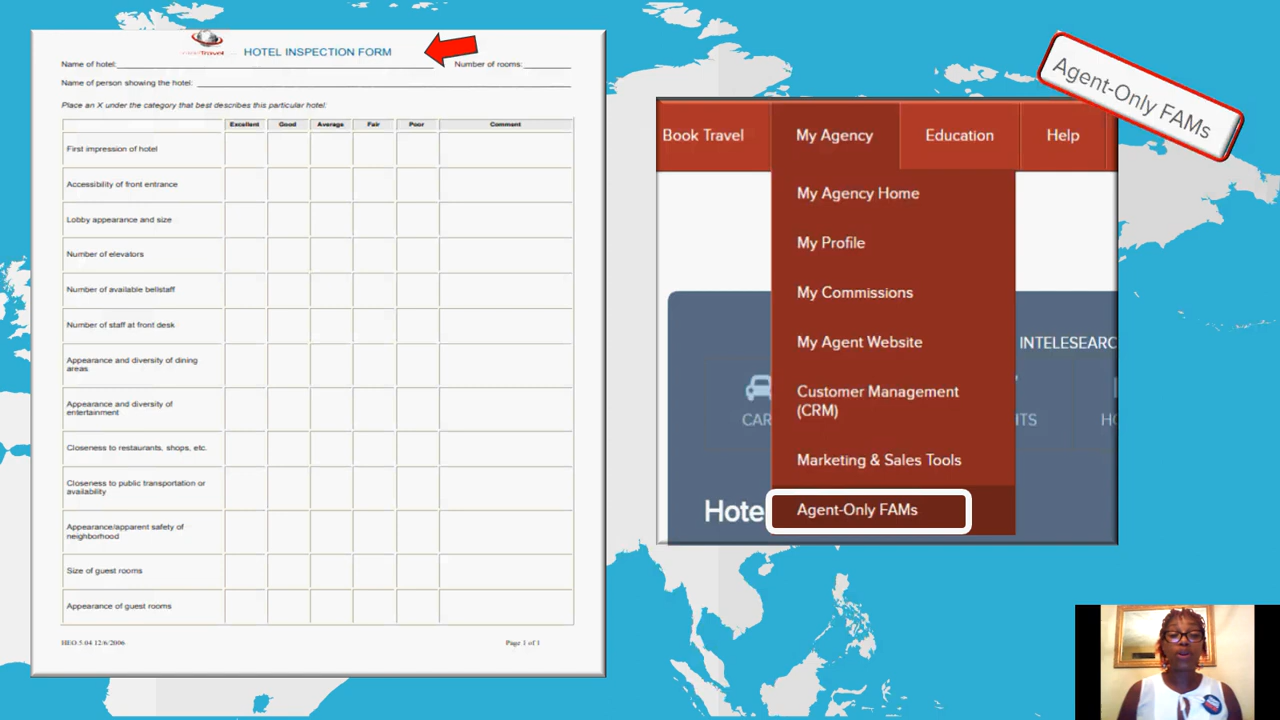 HOTEL INSPECTION FORM
Name of hotel:
Number of rooms:
Name of person showing the hotel:
Place an X under the category that best describes this particular hotel:
Excellent Good Average Fair Poor Comment
First impression of hotel
Accessibility of front entrance
Lobby appearance and size
Number of elevators
Number of available bellstaff
Number of staff at front desk
Appearance and diversity of dining
areas
Appearance and diversity of
entertainment
Closeness to restaurants, shops, etc.
Closeness to public transportation or
availability
Appearance/apparent safety of
neighborhood
Size of guest rooms
Appearance of guest rooms
HEO.5.04 12/6/2006 Page 1 of 1
Agent-Only FAMs
Book Travel My Agency Education Help
My Agency Home
My Profile
My Commissions
My Agent Website
INTELESEARC
Customer Management
(CRM)
CAR
Marketing & Sales Tools
Agent-Only FAMs
Hote